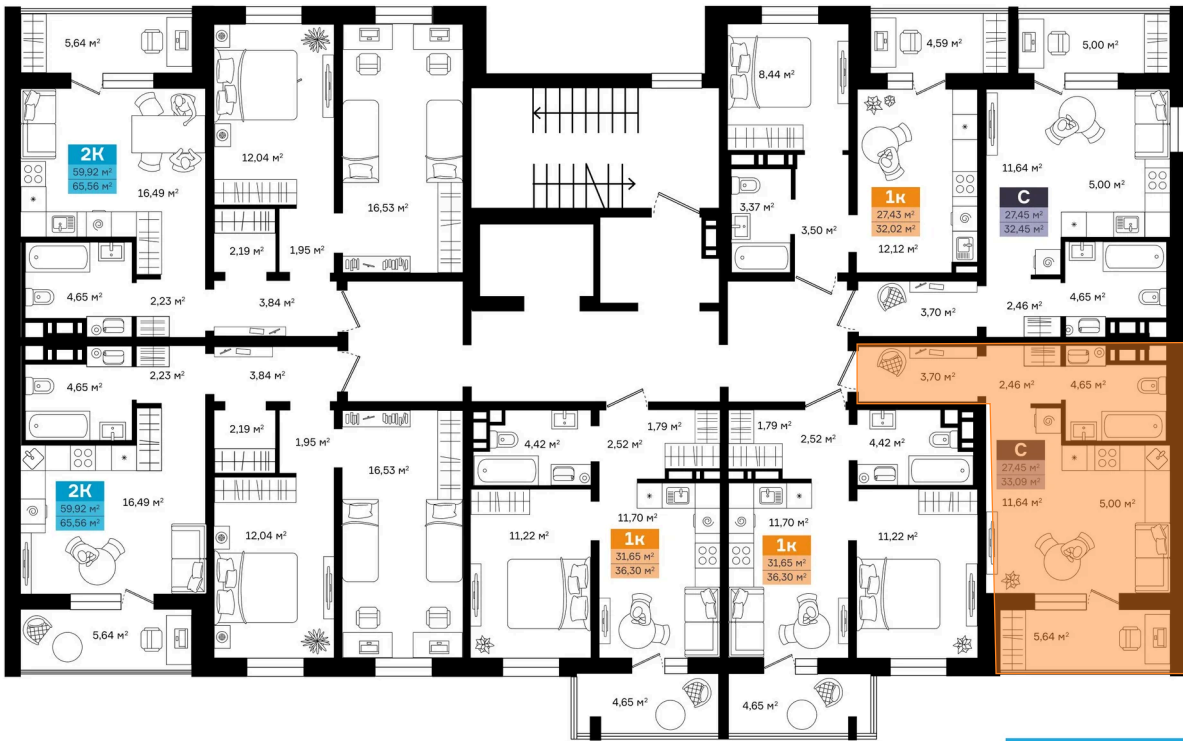 5,64 м²
2К
59,92 м²
65,56 м²
16,49 м²
12,04 м²
16,53 м²
2,19 м²
1,95 м²
4,65 м²
2,23 м²
3,84 м²
8,44 м²
4,59 м²
5,00 м²
3,37 м²
3,50 м²
1к
27,43 м²
32,02 м²
12,12 м²
11,64 м²
5,00 м²
С
27,45 м²
32,45 м²
3,70 м²
2,46 м²
4,65 м²
4,65 м²
2,23 м²
3,84 м²
2,19 м²
1,95 м²
16,53 м²
2К
59,92 м²
65,56 м²
16,49 м²
12,04 м²
5,64 м²
4,42 м²
2,52 м²
1,79 м²
11,22 м²
11,70 м²
1к
31,65 м²
36,30 м²
4,65 м²
1,79 м²
2,52 м²
4,42 м²
11,70 м²
1к
31,65 м²
36,30 м²
11,22 м²
4,65 м²
3,70 м²
2,46 м²
4,65 м²
С
27,45 м²
33,09 м²
11,64 м²
5,00 м²
5,64 м²